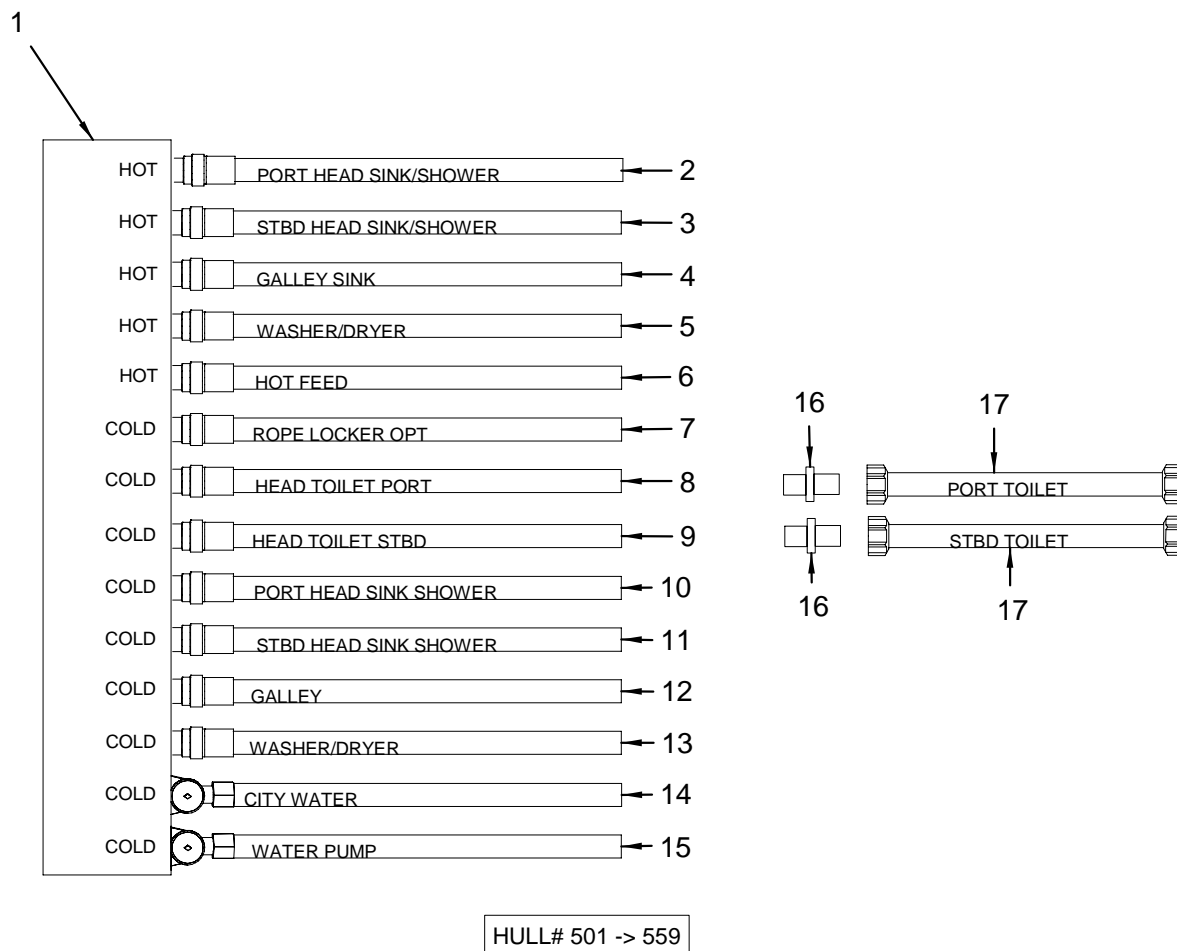 1
HOT PORT HEAD SINK/SHOWER 2
HOT STBD HEAD SINK/SHOWER 3
HOT GALLEY SINK 4
HOT WASHER/DRYER 5
HOT HOT FEED 6
COLD ROPE LOCKER OPT 7
COLD HEAD TOILET PORT 8
COLD HEAD TOILET STBD 9
COLD PORT HEAD SINK SHOWER 10
COLD STBD HEAD SINK SHOWER 11
COLD GALLEY 12
COLD WASHER/DRYER 13
COLD CITY WATER 14
COLD WATER PUMP 15
16 17
PORT TOILET
STBD TOILET
16 17
HULL# 501 -> 559